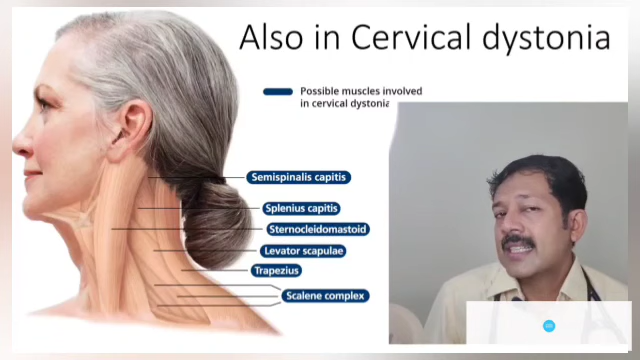 Also in Cervical dystonia
Possible muscles involved
in cervical dystonia
Semispinalis capitis
Splenius capitis
Sternocleidomastoid
Levator scapulae
Trapezius
Scalene complex